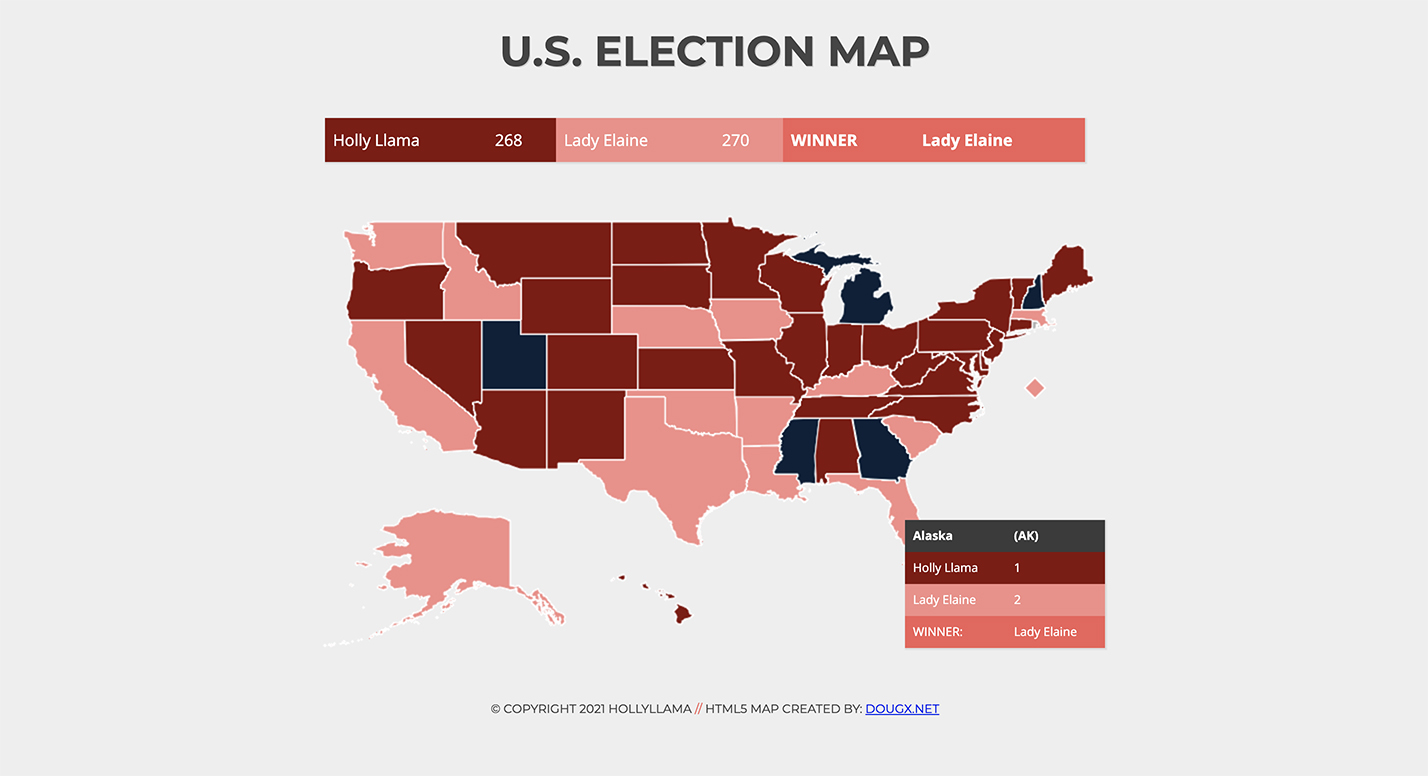 U.S. ELECTION MAP
Holly Llama 268 Lady Elaine 270 WINNER Lady Elaine
Alaska (AK)
Holly Llama 1
Lady Elaine 2
WINNER: Lady Elaine
© COPYRIGHT 2021 HOLLYLLAMA // HTML5 MAP CREATED BY: DOUGX.NET